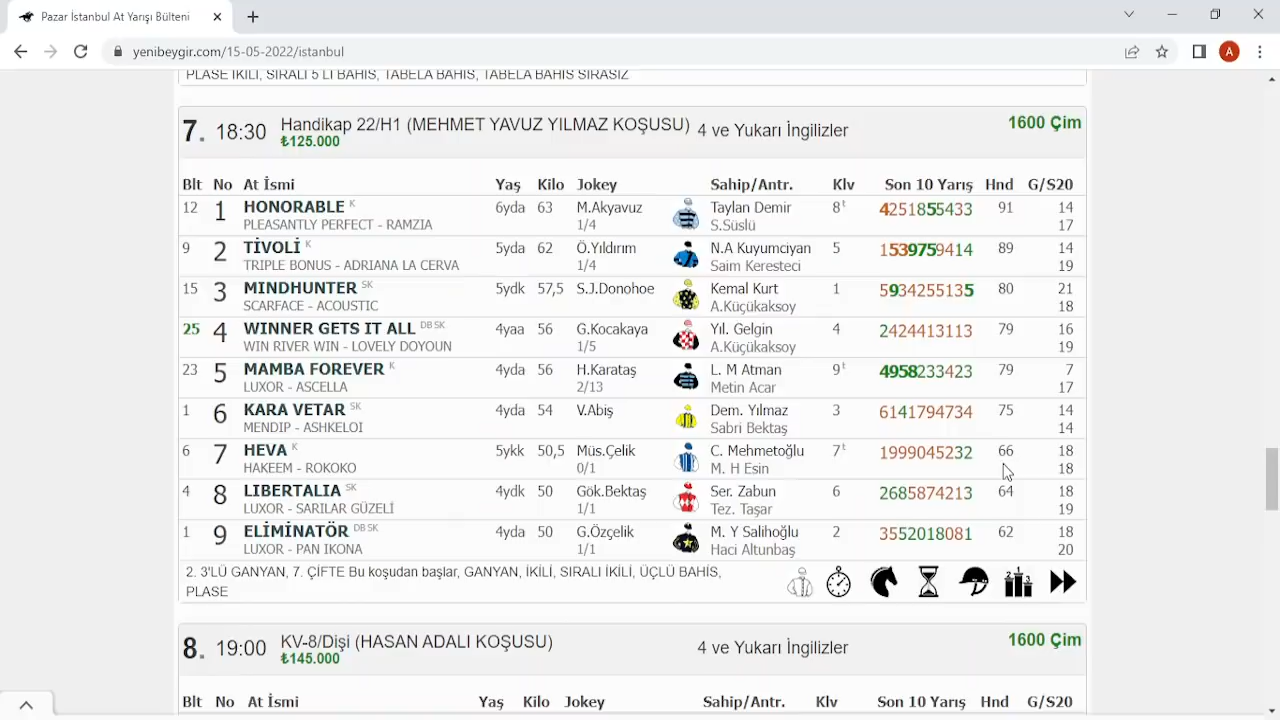 Pazar İstanbul At Yarışı Bülteni
yenibeygir.com/15-05-2022/istanbul
A
PLASE İKİLİ, SIRALI 5 Lİ BAHİS, TABELA BAHİS, TABELA BAHİS SIRASIZ
7. 18:30 Handikap 22/H1 (MEHMET YAVUZ YILMAZ KOŞUSU) 4 ve Yukarı İngilizler 1600 Çim
₺125.000
Blt No At İsmi Yaş Kilo Jokey Sahip/Antr. Klv Son 10 Yarış Hnd G/S20
12 1 HONORABLE K 6yda 63 M.Akyavuz Taylan Demir 8t 4251855433 91 14
PLEASANTLY PERFECT - RAMZIA 1/4 S.Süslü 17
9 2 TİVOLİ K 5yda 62 Ö.Yıldırım N.A Kuyumcıyan 5 1539759414 89 14
TRIPLE BONUS - ADRIANA LA CERVA 1/4 Saim Keresteci 19
15 3 MINDHUNTER SK 5ydk 57,5 S.J.Donohoe Kemal Kurt 1 5934255135 80 21
SCARFACE - ACOUSTIC A.Küçükaksoy 18
25 4 WINNER GETS IT ALL DB SK 4yaa 56 G.Kocakaya Yıl. Gelgin 4 2424413113 79 16
WIN RIVER WIN - LOVELY DOYOUN 1/5 A.Küçükaksoy 19
23 5 MAMBA FOREVER K 4yda 56 H.Karataş L. M Atman 9t 4958233423 79 7
LUXOR - ASCELLA 2/13 Metin Acar 17
1 6 KARA VETAR SK 4yda 54 V.Abiş Dem. Yılmaz 3 6141794734 75 14
MENDIP - ASHKELOI Sabri Bektaş 14
6 7 HEVA K 5ykk 50,5 Müs.Çelik C. Mehmetoğlu 7t 1999045232 66 18
HAKEEM - ROKOKO 0/1 M. H Esin 18
4 8 LIBERTALIA SK 4ydk 50 Gök.Bektaş Ser. Zabun 6 2685874213 64 18
LUXOR - SARILAR GÜZELİ 1/1 Tez. Taşar 19
1 9 ELİMİNATÖR DB SK 4yda 50 G.Özçelik M. Y Salihoğlu 2 3552018081 62 18
LUXOR - PAN IKONA 1/1 Haci Altunbaş 20
2. 3'LÜ GANYAN, 7. ÇİFTE Bu koşudan başlar, GANYAN, İKİLİ, SIRALI İKİLİ, ÜÇLÜ BAHİS,
PLASE
8. 19:00 KV-8/Dişi (HASAN ADALI KOŞUSU) 4 ve Yukarı İngilizler 1600 Çim
₺145.000
Blt No At İsmi Yaş Kilo Jokey Sahip/Antr. Klv Son 10 Yarış Hnd G/S20